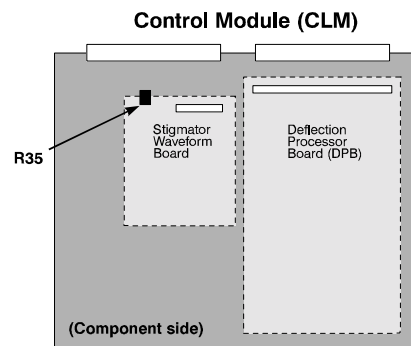 Control Module (CLM)
Stigmator
Waveform
Board
Deflection
Processor
Board (DPB)
R35
(Component side)